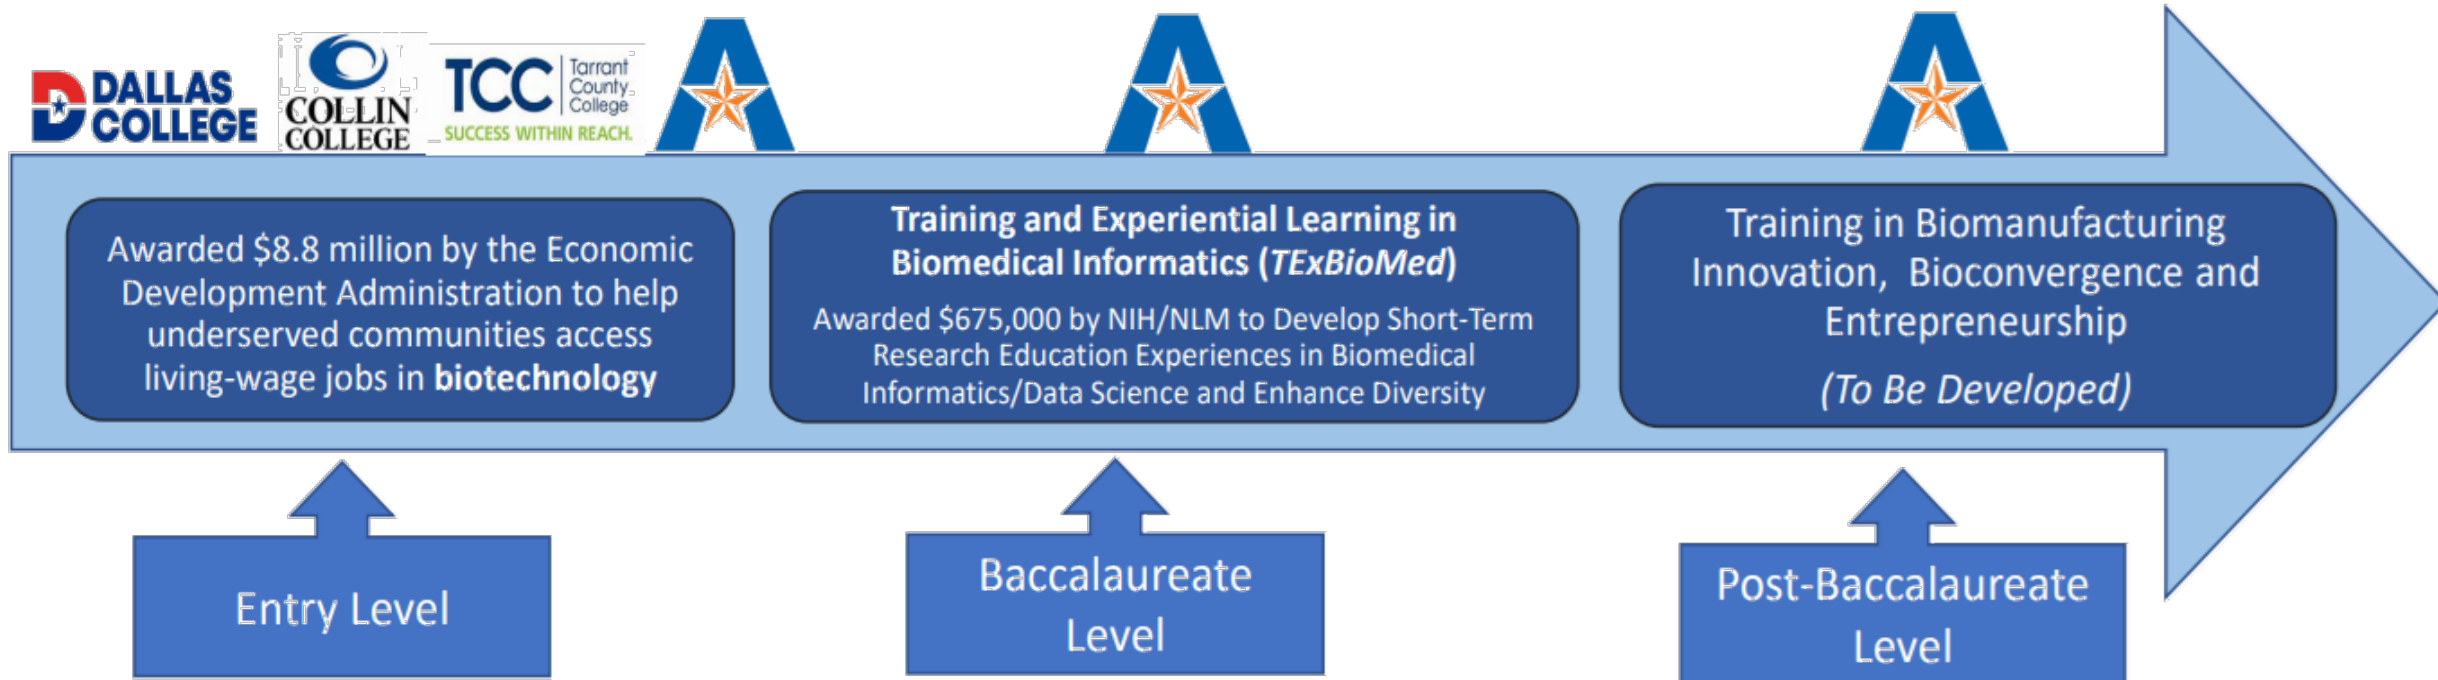 DALLAS
COLLEGE
COLLIN
COLLEGE
TCC
Tarrant
County
College
SUCCESS WITHIN REACH.
Awarded $8.8 million by the Economic
Development Administration to help
underserved communities access
living-wage jobs in biotechnology
Training and Experiential Learning in
Biomedical Informatics (TExBioMed)
Awarded $675,000 by NIH/NLM to Develop Short-Term
Research Education Experiences in Biomedical
Informatics/Data Science and Enhance Diversity
Training in Biomanufacturing
Innovation, Bioconvergence and
Entrepreneurship
(To Be Developed)
Entry Level
Baccalaureate
Level
Post-Baccalaureate
Level